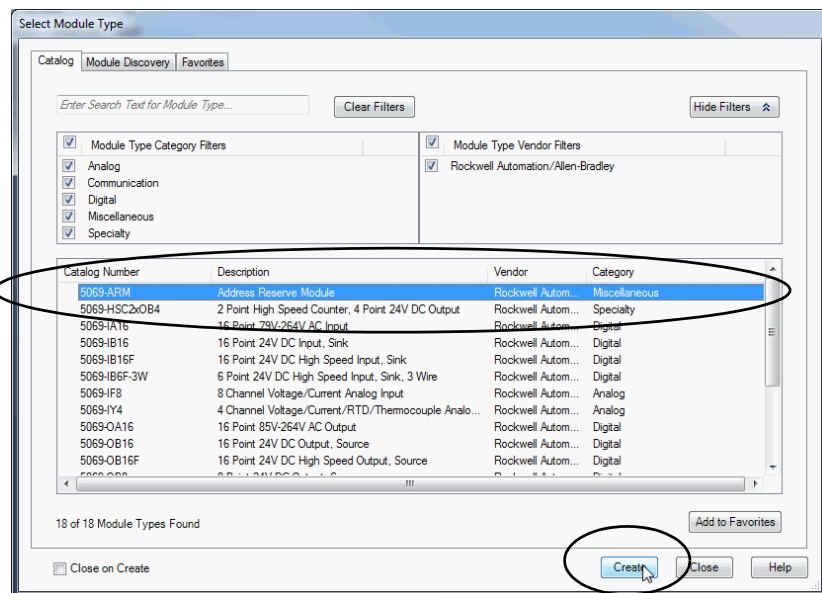 Select Module Type
Catalog Module Discovery Favorites
Enter Search Text for Module Type... Clear Filters Hide Filters
Module Type Category Filters Module Type Vendor Filters
Analog Rockwell Automation/Allen-Bradley
Communication
Digital
Miscellaneous
Specialty
Catalog Number Description Vendor Category
5069-ARM Address Reserve Module Rockwell Autom... Miscellaneous
5069-HSC2xOB4 2 Point High Speed Counter, 4 Point 24V DC Output Rockwell Autom... Specialty
5069-IA16 16 Point 79V-264V AC Input Rockwell Autom... Digital
5069-IB16 16 Point 24V DC Input, Sink Rockwell Autom... Digital
5069-IB16F 16 Point 24V DC High Speed Input, Sink Rockwell Autom... Digital
5069-IB6F-3W 6 Point 24V DC High Speed Input, Sink, 3 Wire Rockwell Autom... Digital
5069-IF8 8 Channel Voltage/Current Analog Input Rockwell Autom... Analog
5069-IY4 4 Channel Voltage/Current/RTD/Thermocouple Analo... Rockwell Autom... Analog
5069-OA16 16 Point 85V-264V AC Output Rockwell Autom... Digital
5069-OB16 16 Point 24V DC Output, Source Rockwell Autom... Digital
5069-OB16F 16 Point 24V DC High Speed Output, Source Rockwell Autom... Digital
18 of 18 Module Types Found Add to Favorites
Close on Create Create Close Help